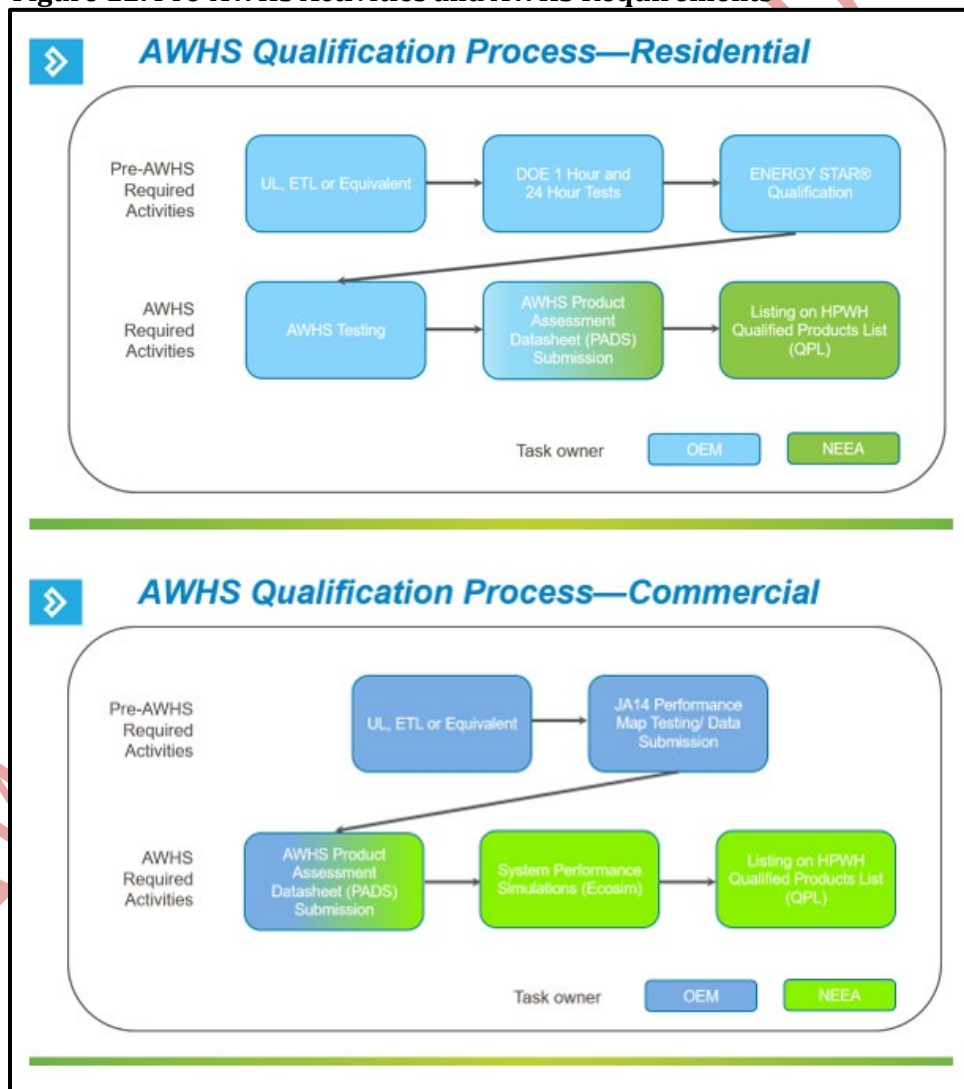 AWHS Qualification Process—Residential
Pre-AWHS
Required
Activities
UL, ETL or Equivalent
DOE 1 Hour and
24 Hour Tests
ENERGY STAR®
Qualification
AWHS
Required
Activities
AWHS Testing
AWHS Product
Assessment
Datasheet (PADS)
Submission
Listing on HPWH
Qualified Products List
(QPL)
Task owner
OEM
NEEA
AWHS Qualification Process—Commercial
Pre-AWHS
Required
Activities
UL, ETL or Equivalent
JA14 Performance
Map Testing/ Data
Submission
AWHS
Required
Activities
AWHS Product
Assessment
Datasheet (PADS)
Submission
System Performance
Simulations (Ecosim)
Listing on HPWH
Qualified Products List
(QPL)
Task owner
OEM
NEEA